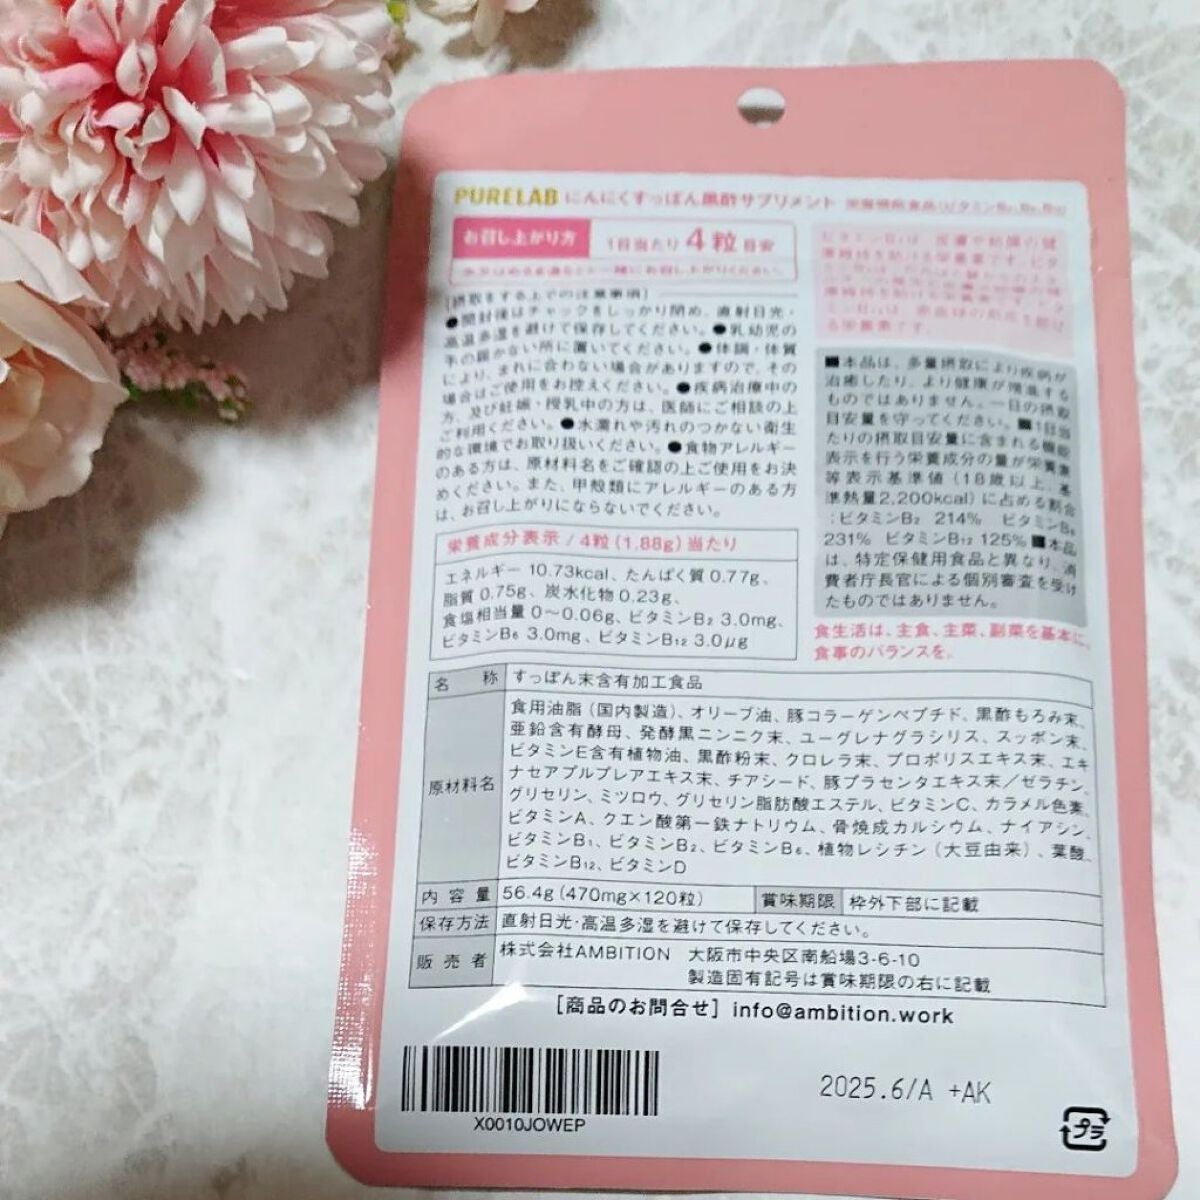 PURELAB にんにくすっぽん黒酢サプリメント 栄養機能食品(ビタミンB₂、B₆、B₁₂)
お召し上がり方 1日当たり4粒目安
[摂取をする上での注意事項]
●開封後はチャックをしっかり閉め、直射日光・
高温多湿を避けて保存してください。●乳幼児の
手の届かない所に置いてください。●体調・体質
により、まれに合わない場合がありますので、その
場合はご使用をお控えください。●疾病治療中の
方、及び妊娠・授乳中の方は、医師にご相談の上
ご利用ください。●水濡れや汚れのつかない衛生
的な環境でお取り扱いください。●食物アレルギー
のある方は、原材料名をご確認の上ご使用をお決
めください。また、甲殻類にアレルギーのある方
は、お召し上がりにならないでください。
栄養成分表示/4粒(1.88g)当たり
エネルギー 10.73kcal、たんぱく質 0.77g、
脂質 0.75g、炭水化物 0.23g、
食塩相当量 0〜0.06g、ビタミンB₂ 3.0mg、
ビタミンB₆ 3.0mg、ビタミンB₁₂ 3.0μg
■本品は、多量摂取により疾病が
治癒したり、より健康が増進する
ものではありません。一日の摂取
目安量を守ってください。■1日当
たりの摂取目安量に含まれる機能
表示を行う栄養成分の量が栄養素
等表示基準値(18歳以上、基
準熱量2,200kcal)に占める割合
:ビタミンB₂ 214% ビタミンB₆
231% ビタミンB₁₂ 125% ■本品
は、特定保健用食品と異なり、消
費者庁長官による個別審査を受け
たものではありません。
食生活は、主食、主菜、副菜を基本に、
食事のバランスを。
名称 すっぽん末含有加工食品
原材料名 食用油脂(国内製造)、オリーブ油、豚コラーゲンペプチド、黒酢もろみ末、
亜鉛含有酵母、発酵黒ニンニク末、ユーグレナグラシリス、スッポン末、
ビタミンE含有植物油、黒酢粉末、クロレラ末、プロポリスエキス末、エキ
ナセアプルプレアエキス末、チアシード、豚プラセンタエキス末/ゼラチン、
グリセリン、ミツロウ、グリセリン脂肪酸エステル、ビタミンC、カラメル色素、
ビタミンA、クエン酸第一鉄ナトリウム、骨焼成カルシウム、ナイアシン、
ビタミンB₁、ビタミンB₂、ビタミンB₆、植物レシチン(大豆由来)、葉酸、
ビタミンB₁₂、ビタミンD
内容量 56.4g(470mg×120粒) 賞味期限 枠外下部に記載
保存方法 直射日光・高温多湿を避けて保存してください。
販売者 株式会社AMBITION 大阪市中央区南船場3-6-10
製造固有記号は賞味期限の右に記載
[商品のお問合せ] info@ambition.work
2025.6/A +AK
X0010JOWEP
プラ